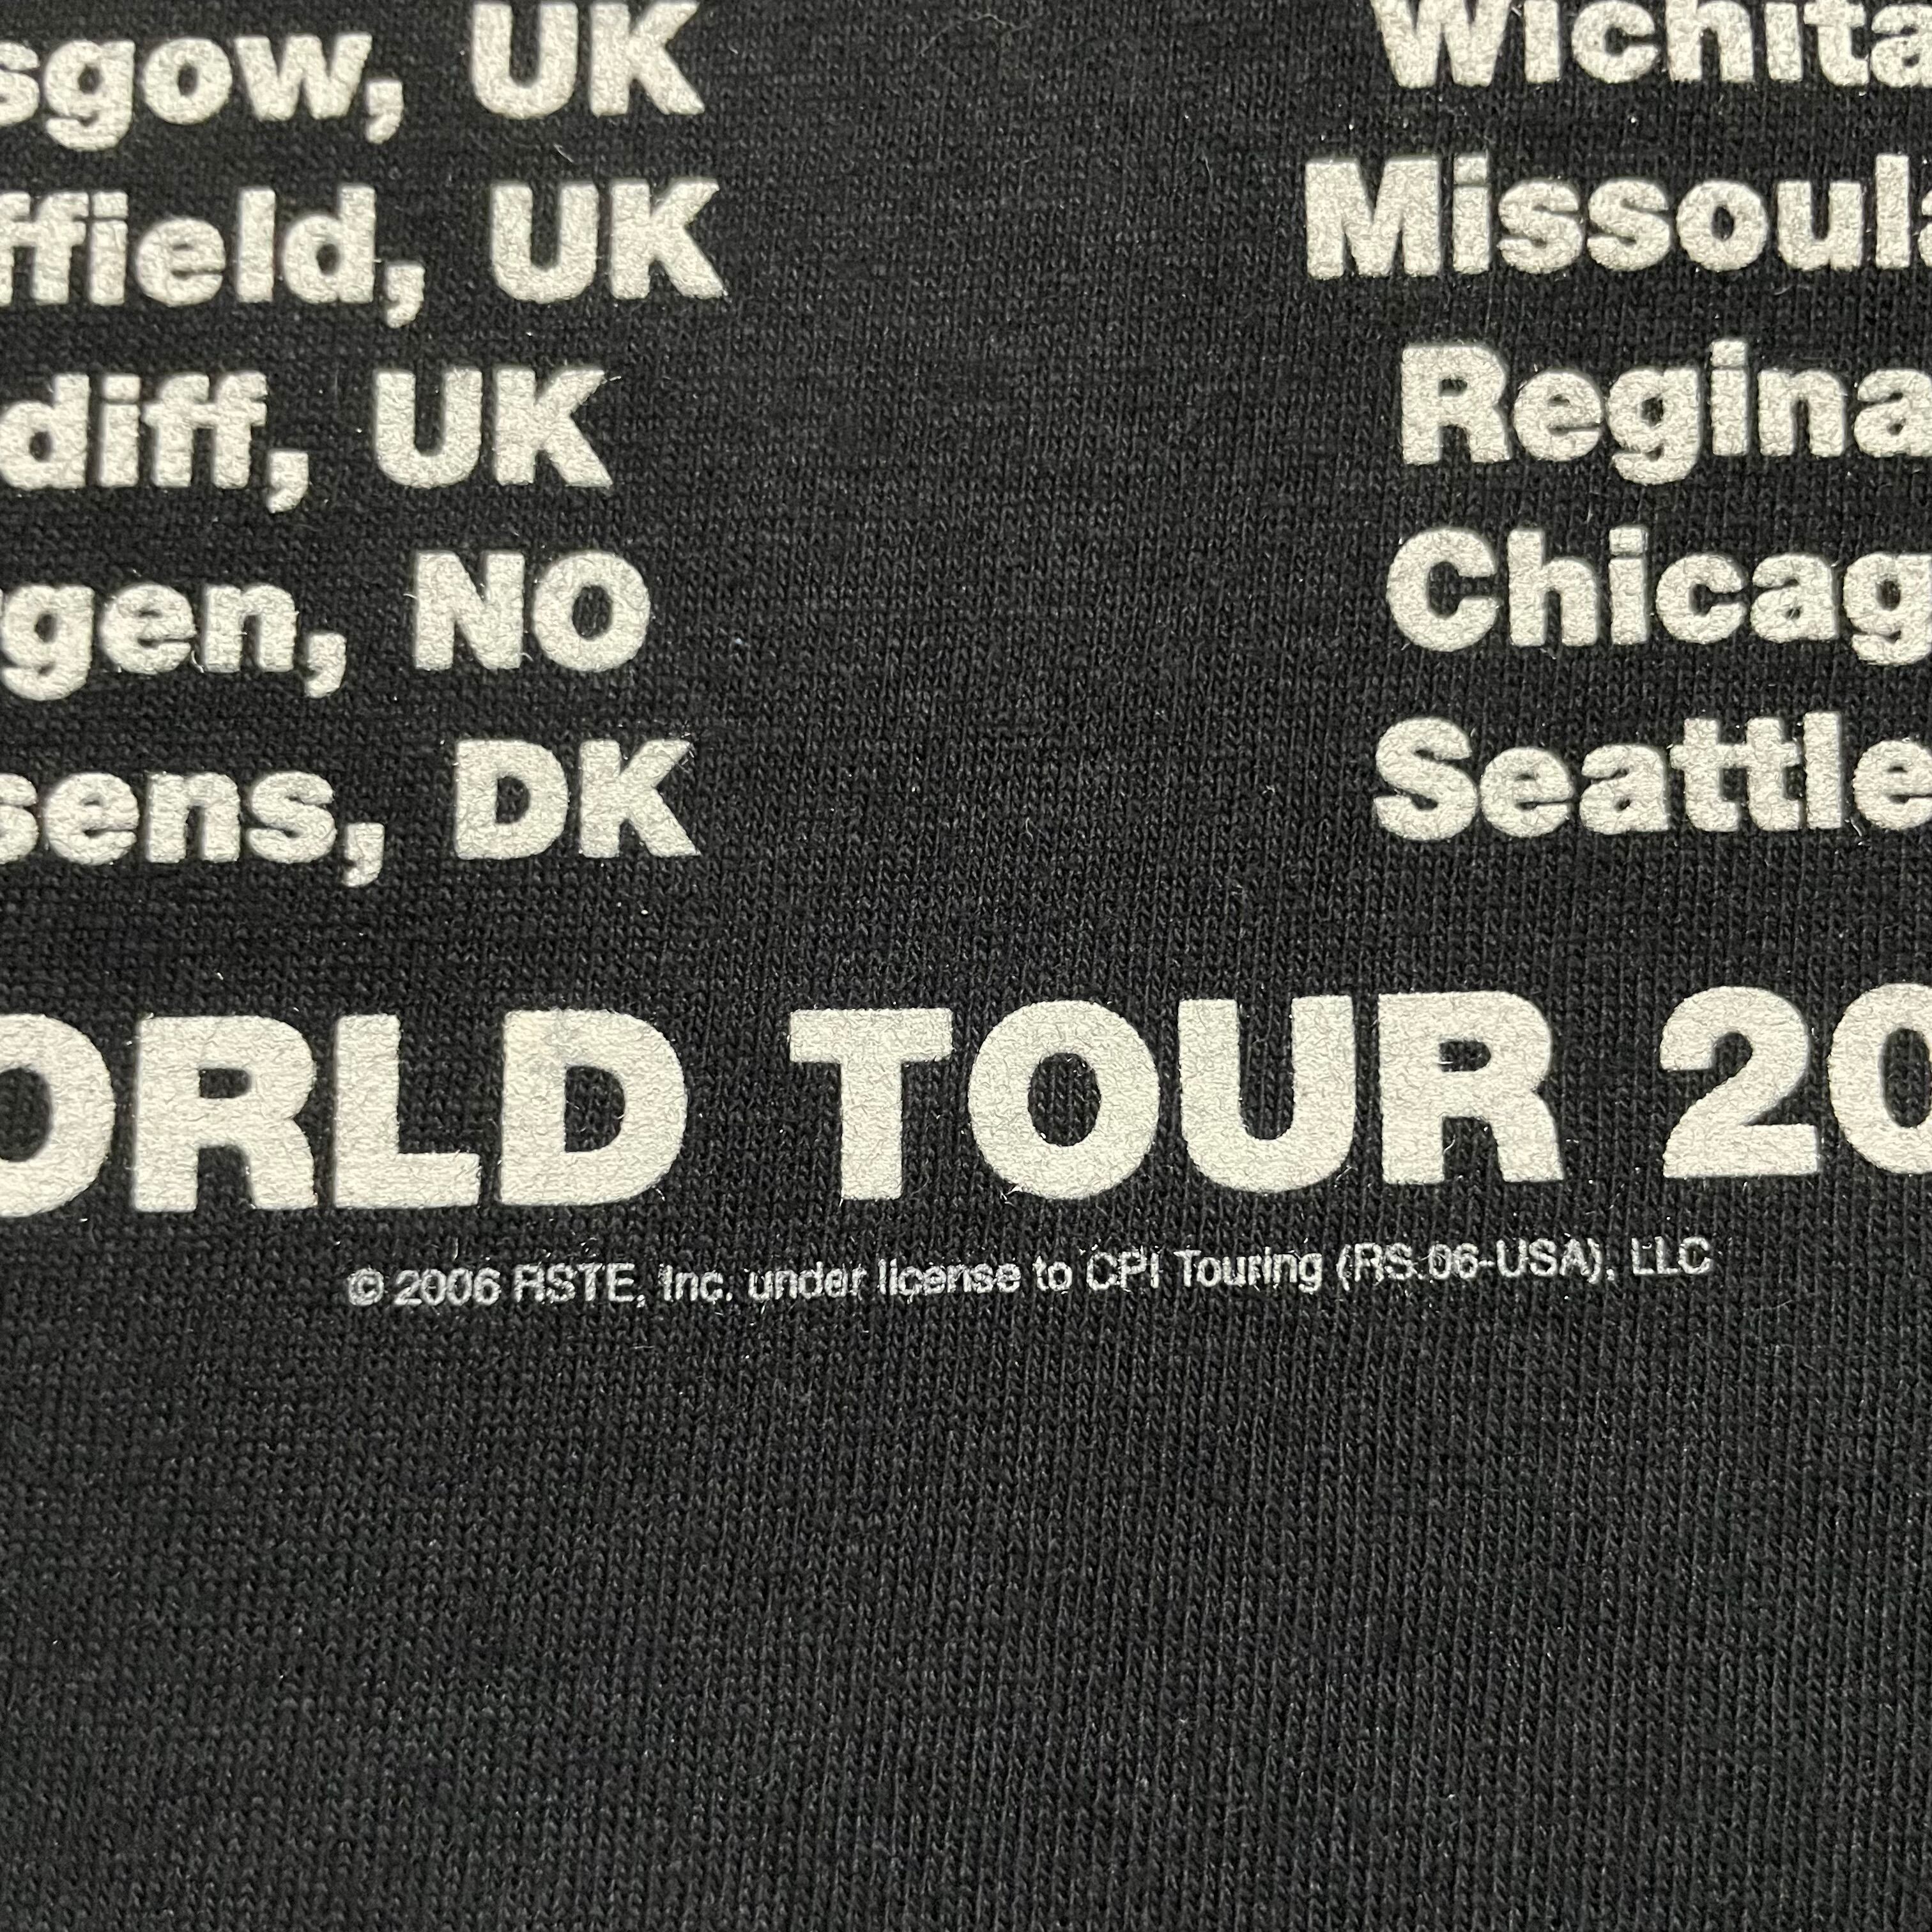 sgow, UK
Wichita
ffield, UK
Missoula
diff, UK
Regina
gen, NO
Chicag
sens, DK
Seattle
ORLD TOUR 20
© 2006 RSTE, Inc. under license to CPI Touring (RS.06-USA), LLC